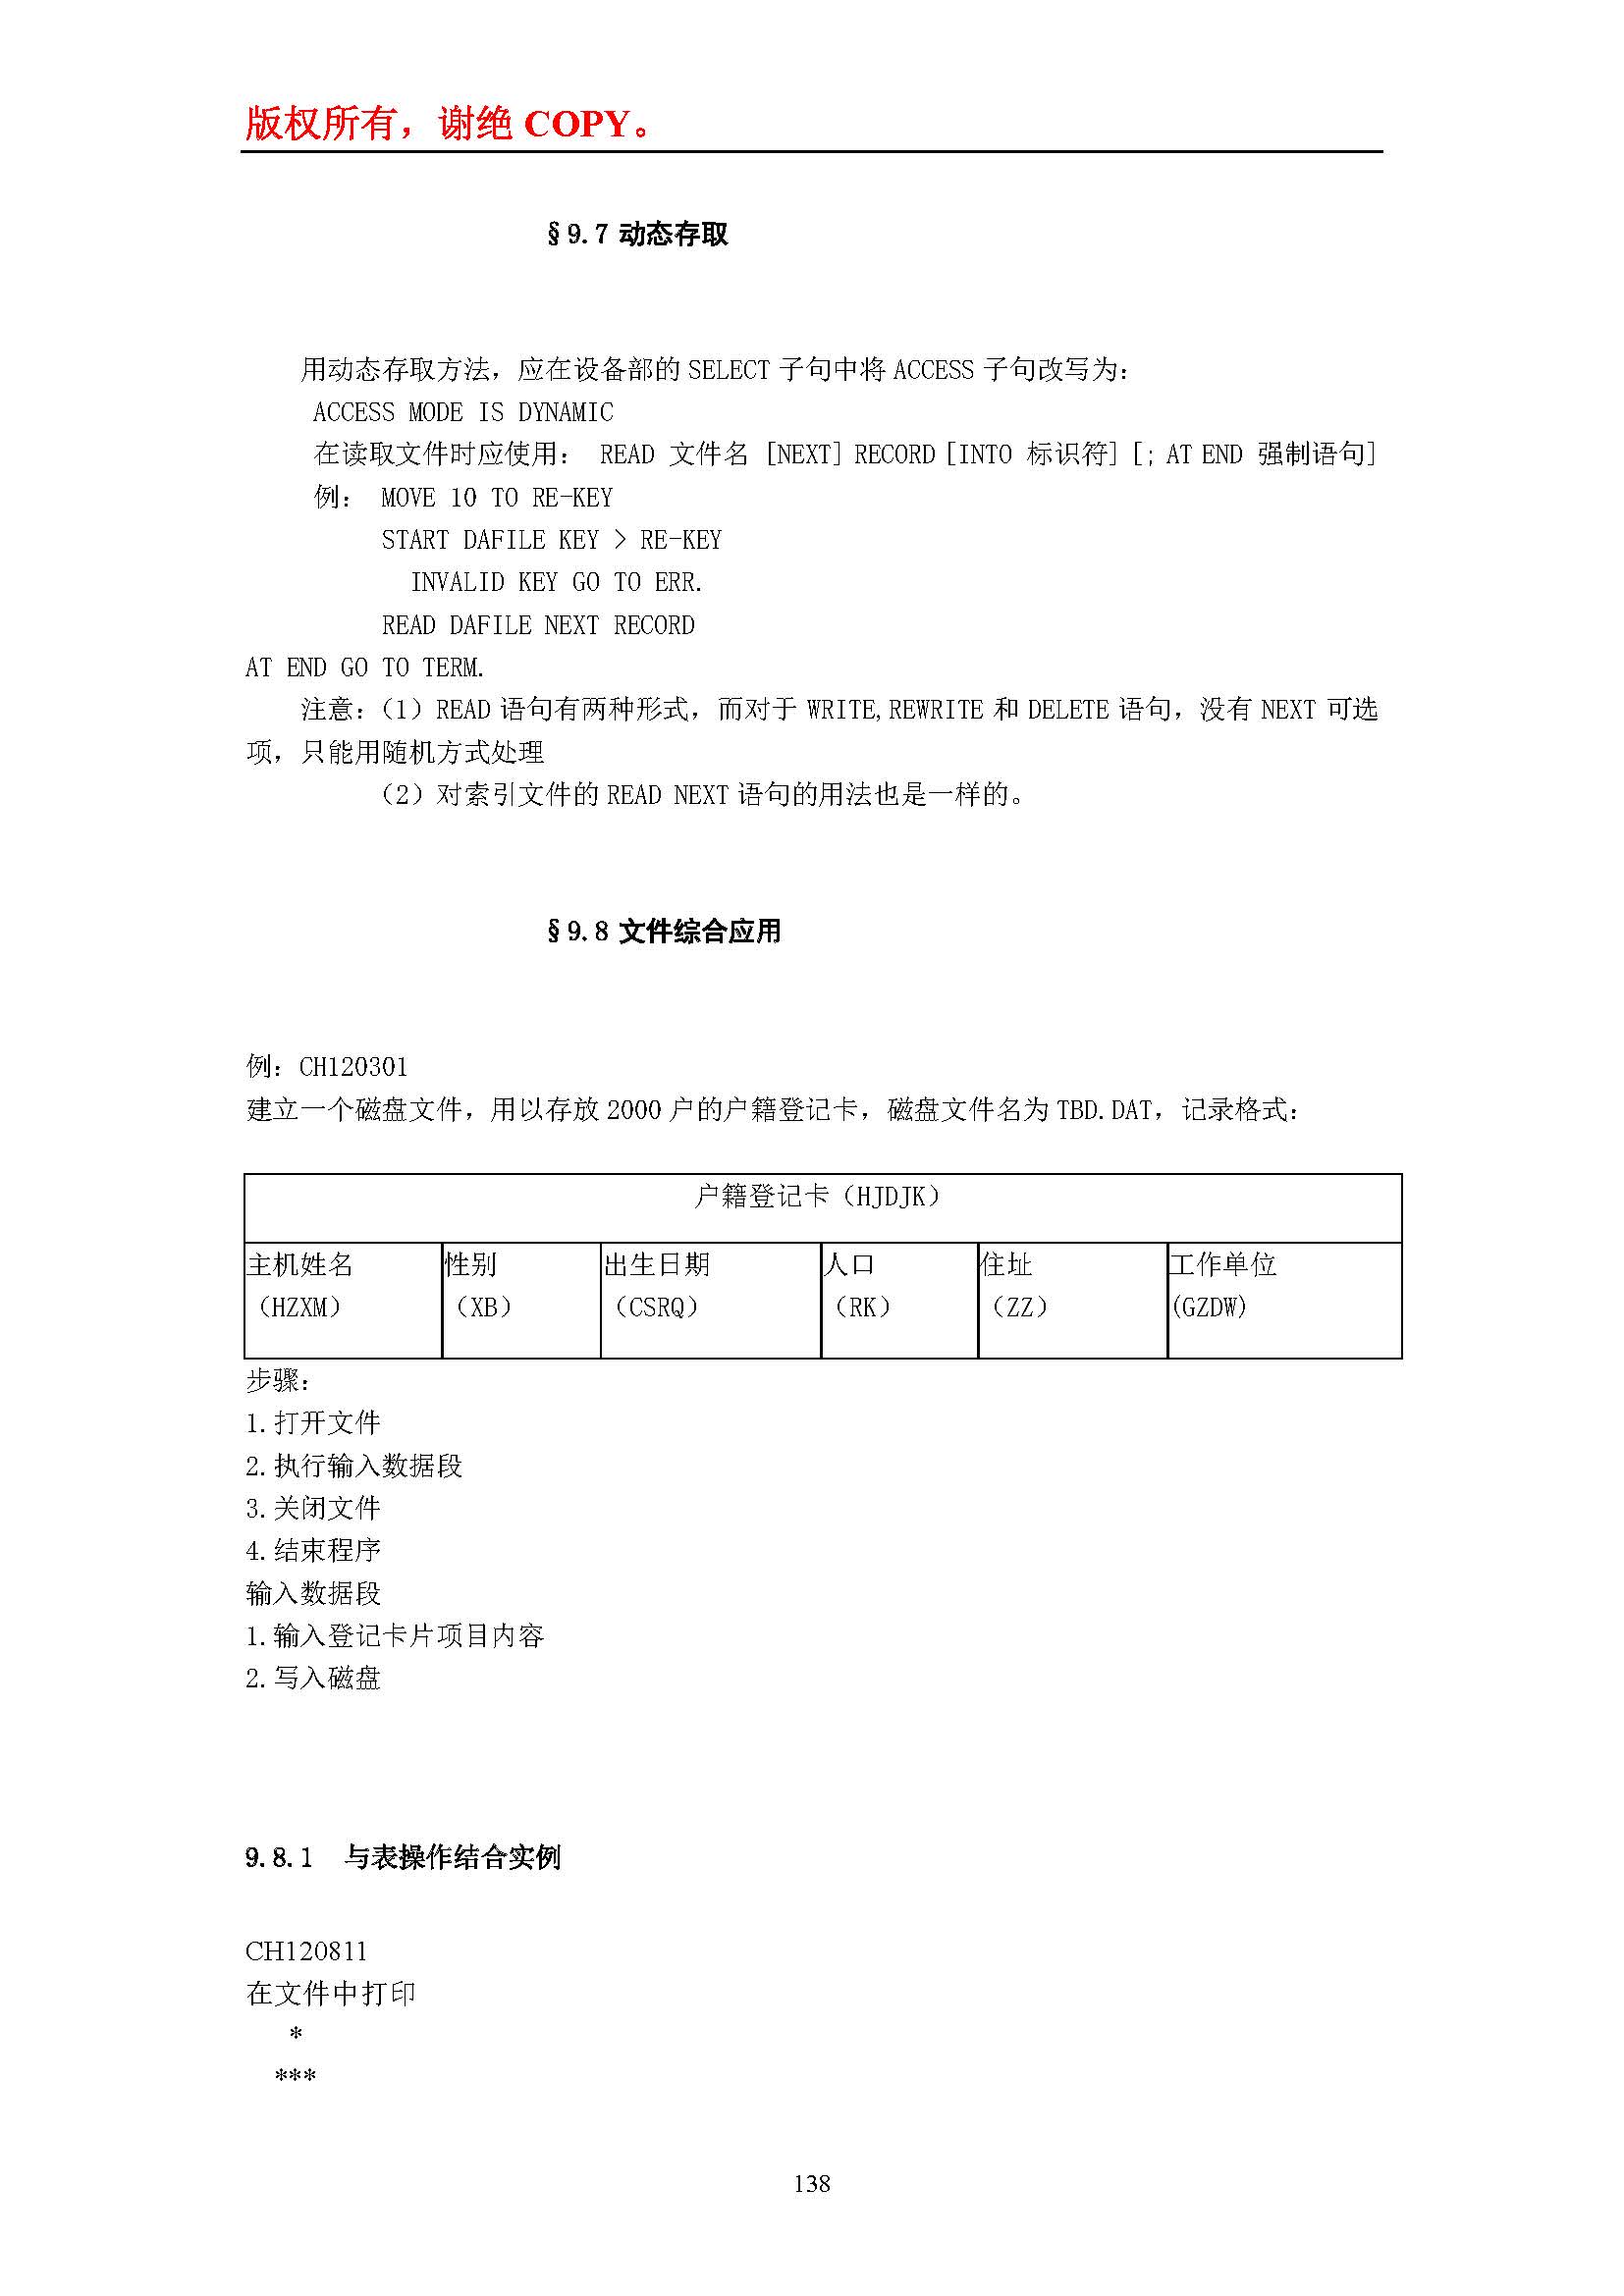 版权所有，谢绝 COPY。
§9.7 动态存取
用动态存取方法，应在设备部的 SELECT 子句中将 ACCESS 子句改写为：
ACCESS MODE IS DYNAMIC
在读取文件时应使用： READ 文件名 [NEXT] RECORD [INTO 标识符] [; AT END 强制语句]
例： MOVE 10 TO RE-KEY
START DAFILE KEY > RE-KEY
INVALID KEY GO TO ERR.
READ DAFILE NEXT RECORD
AT END GO TO TERM.
注意：（1）READ 语句有两种形式，而对于 WRITE,REWRITE 和 DELETE 语句，没有 NEXT 可选
项，只能用随机方式处理
（2）对索引文件的 READ NEXT 语句的用法也是一样的。
§9.8 文件综合应用
例：CH120301
建立一个磁盘文件，用以存放 2000 户的户籍登记卡，磁盘文件名为 TBD.DAT，记录格式：
户籍登记卡（HJDJK）
主机姓名 性别 出生日期 人口 住址 工作单位
（HZXM） （XB） （CSRQ） （RK） （ZZ） (GZDW)
步骤：
1.打开文件
2.执行输入数据段
3.关闭文件
4.结束程序
输入数据段
1.输入登记卡片项目内容
2.写入磁盘
9.8.1 与表操作结合实例
CH120811
在文件中打印
*
***
138